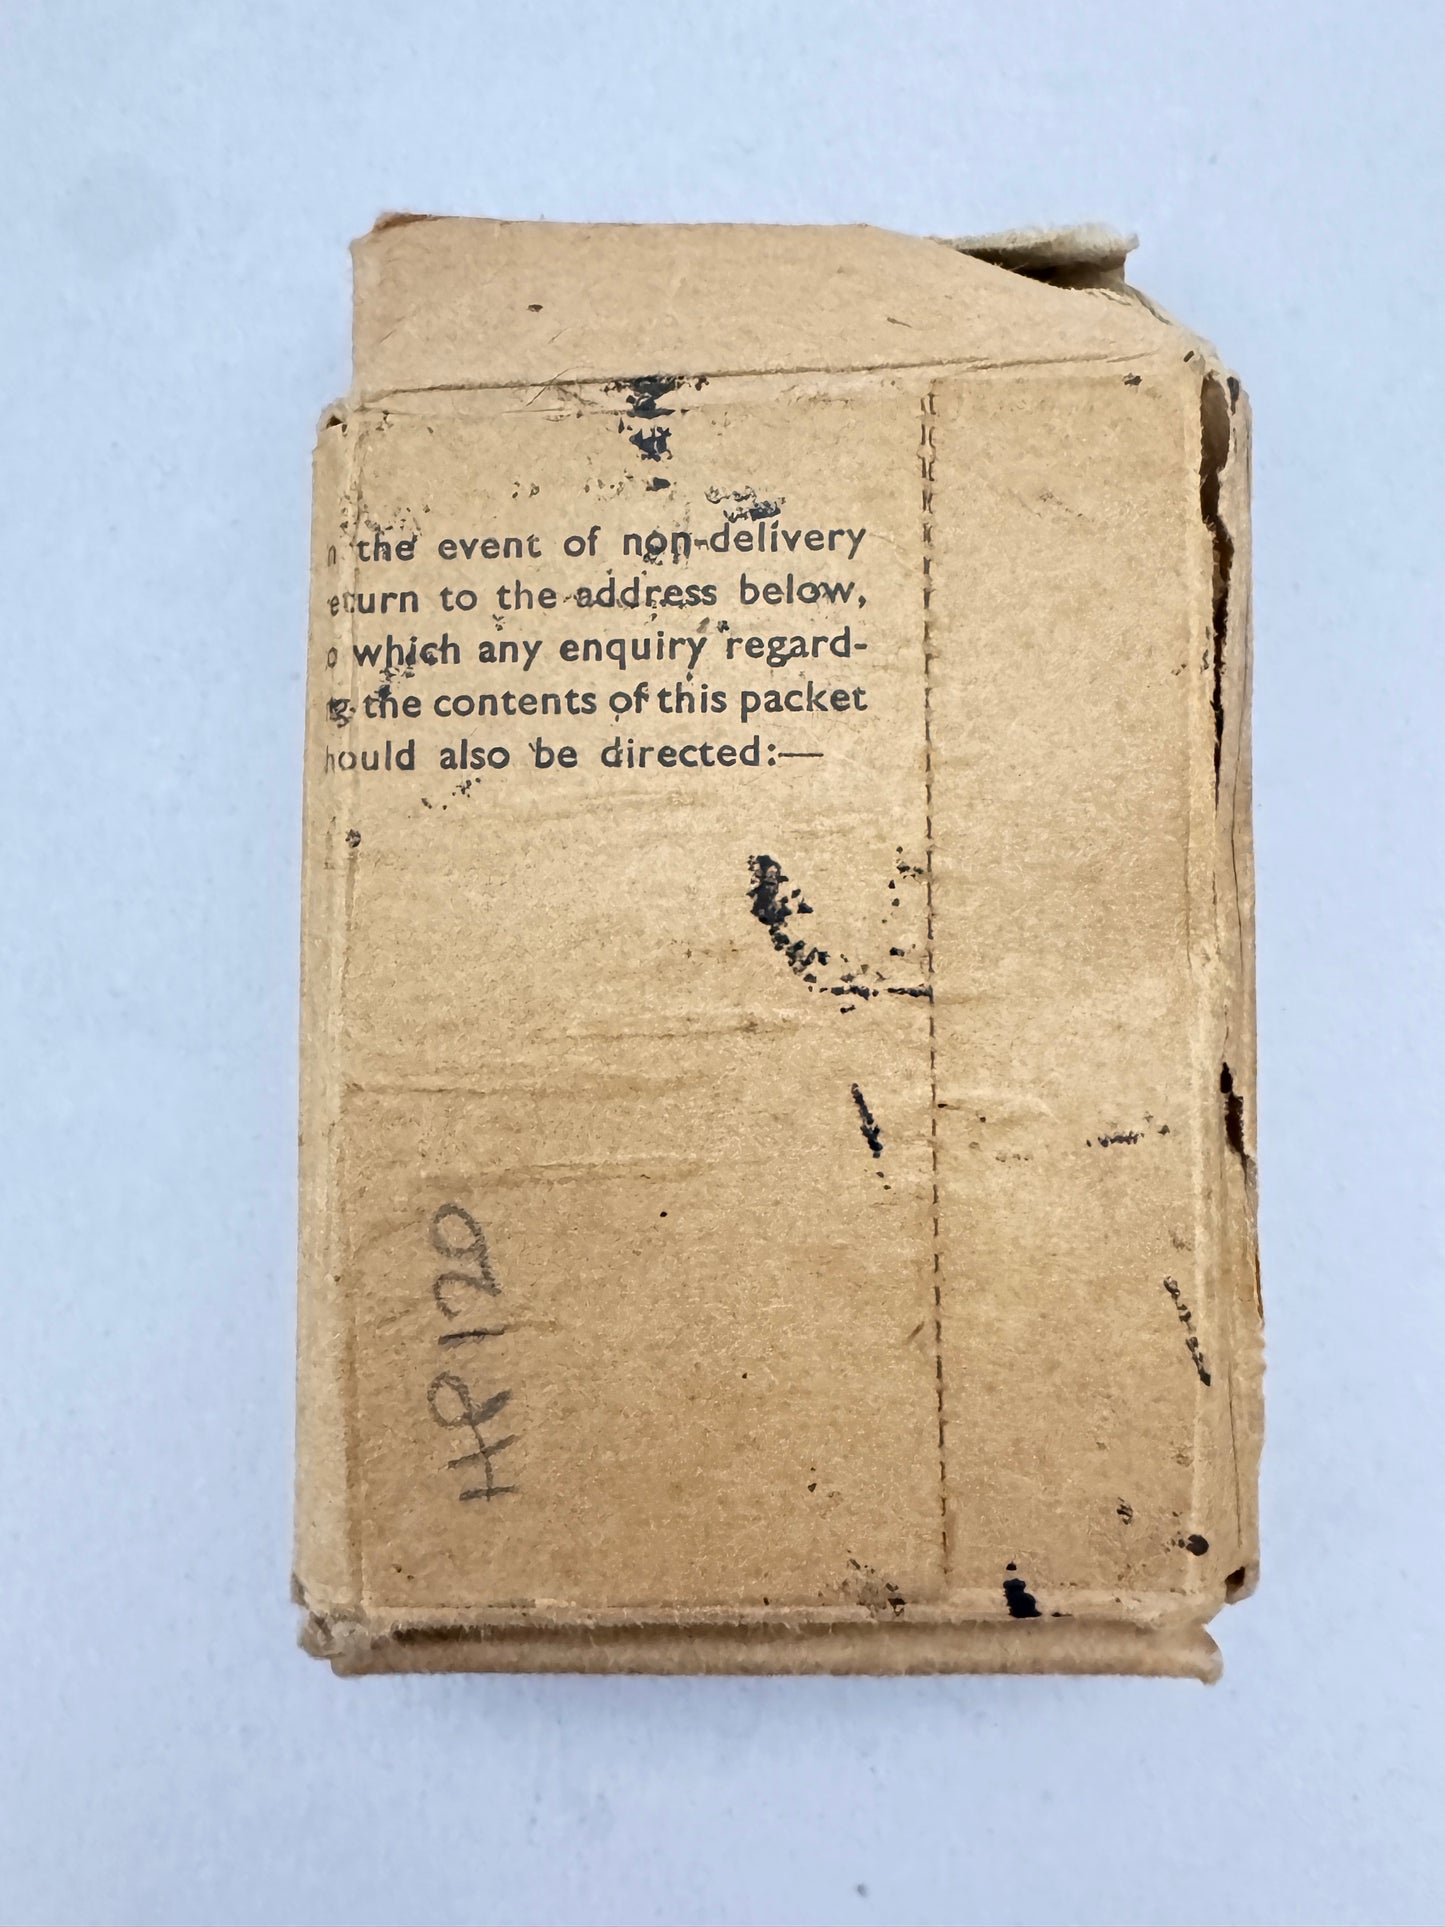 n the event of non-delivery
eturn to the address below,
o which any enquiry regard-
g the contents of this packet
hould also be directed:—
HP120